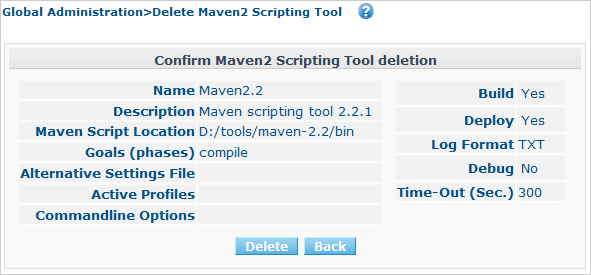 Global Administration>Delete Maven2 Scripting Tool ?
Confirm Maven2 Scripting Tool deletion
Name Maven2.2
Description Maven scripting tool 2.2.1
Maven Script Location D:/tools/maven-2.2/bin
Goals (phases) compile
Alternative Settings File
Active Profiles
Commandline Options
Build Yes
Deploy Yes
Log Format TXT
Debug No
Time-Out (Sec.) 300
Delete Back